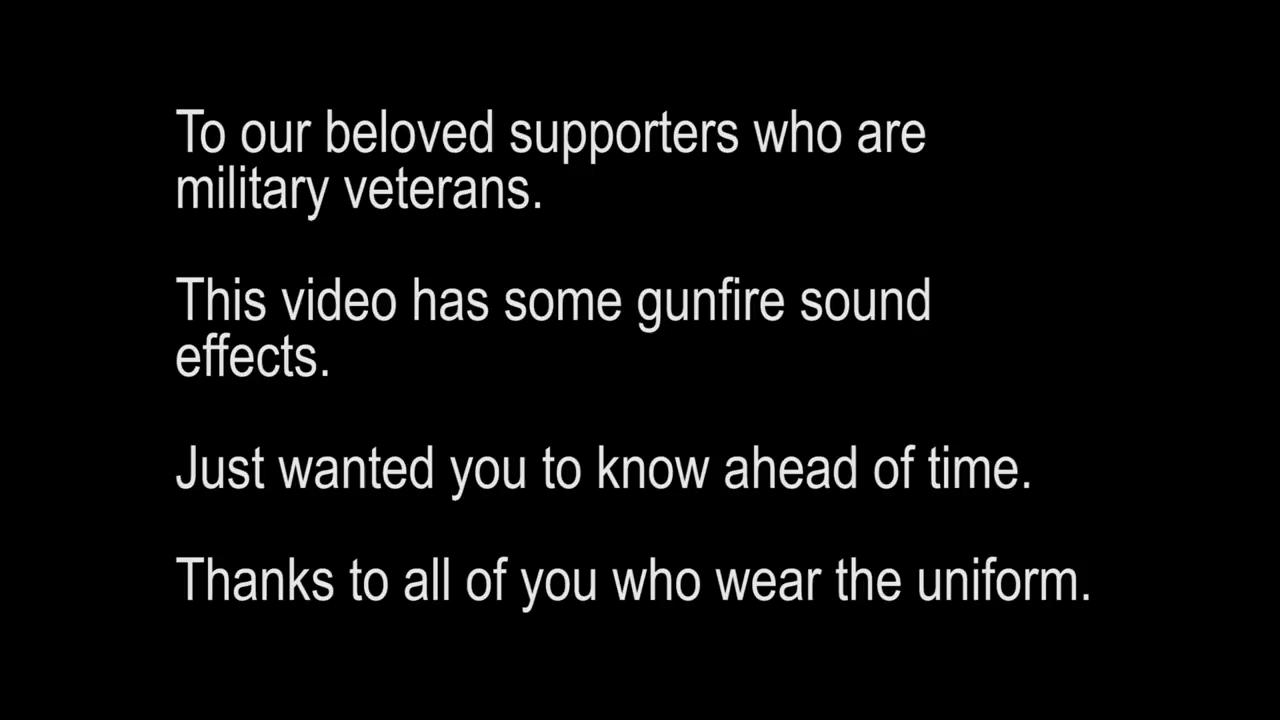 To our beloved supporters who are
military veterans.
This video has some gunfire sound
effects.
Just wanted you to know ahead of time.
Thanks to all of you who wear the uniform.